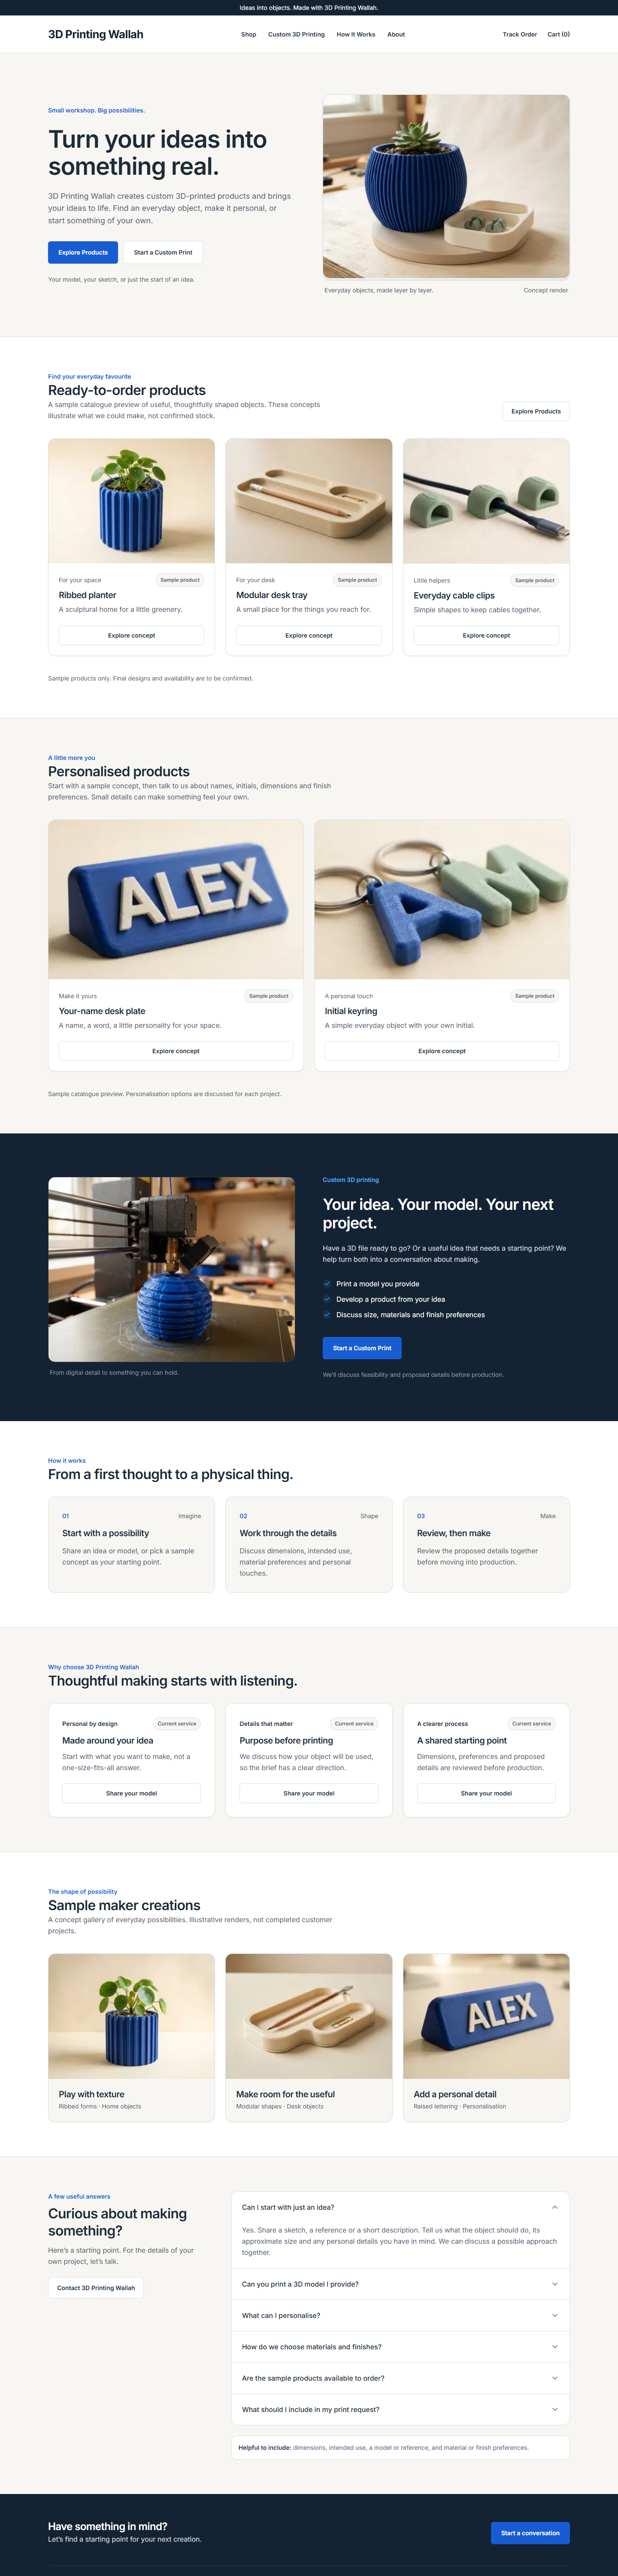 Ideas into objects. Made with 3D Printing Wallah.
3D Printing Wallah
Shop
Custom 3D Printing
How It Works
About
Track Order
Cart (0)
Small workshop. Big possibilities.
Turn your ideas into
something real.
3D Printing Wallah creates custom 3D-printed products and brings
your ideas to life. Find an everyday object, make it personal, or
start something of your own.
Explore Products
Start a Custom Print
Your model, your sketch, or just the start of an idea.
Everyday objects, made layer by layer.
Concept render
Find your everyday favourite
Ready-to-order products
A sample catalogue preview of useful, thoughtfully shaped objects. These concepts
illustrate what we could make, not confirmed stock.
Explore Products
For your space
Sample product
Ribbed planter
A sculptural home for a little greenery.
Explore concept
For your desk
Sample product
Modular desk tray
A small place for the things you reach for.
Explore concept
Little helpers
Sample product
Everyday cable clips
Simple shapes to keep cables together.
Explore concept
Sample products only. Final designs and availability are to be confirmed.
A little more you
Personalised products
Start with a sample concept, then talk to us about names, initials, dimensions and finish
preferences. Small details can make something feel your own.
ALEX
Make it yours
Sample product
Your-name desk plate
A name, a word, a little personality for your space.
Explore concept
A
M
A personal touch
Sample product
Initial keyring
A simple everyday object with your own initial.
Explore concept
Sample catalogue preview. Personalisation options are discussed for each project.
From digital detail to something you can hold.
Custom 3D printing
Your idea. Your model. Your next
project.
Have a 3D file ready to go? Or a useful idea that needs a starting point? We
help turn both into a conversation about making.
Print a model you provide
Develop a product from your idea
Discuss size, materials and finish preferences
Start a Custom Print
We'll discuss feasibility and proposed details before production.
How it works
From a first thought to a physical thing.
01
Imagine
Start with a possibility
Share an idea or model, or pick a sample
concept as your starting point.
02
Shape
Work through the details
Discuss dimensions, intended use,
material preferences and personal
touches.
03
Make
Review, then make
Review the proposed details together
before moving into production.
Why choose 3D Printing Wallah
Thoughtful making starts with listening.
Personal by design
Current service
Made around your idea
Start with what you want to make, not a
one-size-fits-all answer.
Share your model
Details that matter
Current service
Purpose before printing
We discuss how your object will be used,
so the brief has a clear direction.
Share your model
A clearer process
Current service
A shared starting point
Dimensions, preferences and proposed
details are reviewed before production.
Share your model
The shape of possibility
Sample maker creations
A concept gallery of everyday possibilities. Illustrative renders, not completed customer
projects.
Play with texture
Ribbed forms · Home objects
Make room for the useful
Modular shapes · Desk objects
ALEX
Add a personal detail
Raised lettering · Personalisation
A few useful answers
Curious about making
something?
Here's a starting point. For the details of your
own project, let's talk.
Contact 3D Printing Wallah
Can I start with just an idea?
Yes. Share a sketch, a reference or a short description. Tell us what the object should do, its
approximate size and any personal details you have in mind. We can discuss a possible approach
together.
Can you print a 3D model I provide?
What can I personalise?
How do we choose materials and finishes?
Are the sample products available to order?
What should I include in my print request?
Helpful to include: dimensions, intended use, a model or reference, and material or finish preferences.
Have something in mind?
Let's find a starting point for your next creation.
Start a conversation